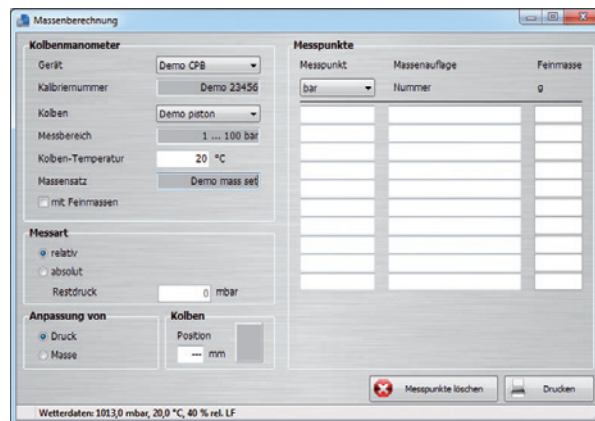 Massenberechnung
Kolbenmanometer
Gerät Demo CPB
Kalbriernummer Demo 23456
Kolben Demo piston
Messbereich 1 ... 100 bar
Kolben-Temperatur 20 °C
Massensatz Demo mass set
mit Feinmassen
Messart
relativ
absolut
Restdruck 0 mbar
Anpassung von
Druck
Masse
Kolben
Position
--- mm
Messpunkte
Messpunkt Massenauflage Feinmasse
bar Nummer g
Messpunkte löschen Drucken
Wetterdaten: 1013,0 mbar, 20,0 °C, 40 % rel. LF